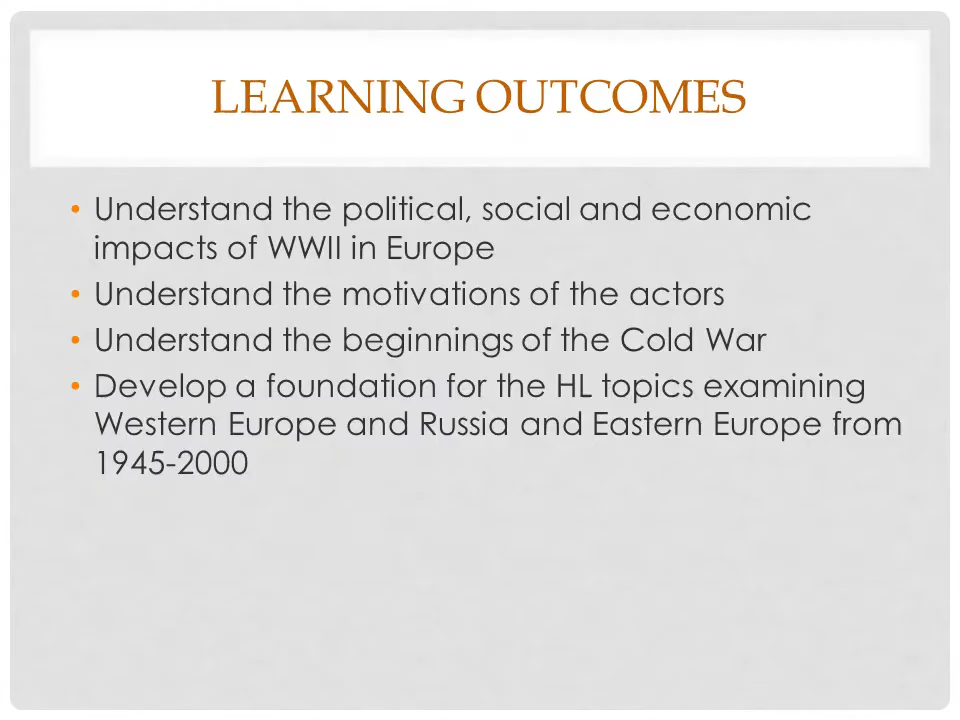 LEARNING OUTCOMES
• Understand the political, social and economic
impacts of WWII in Europe
• Understand the motivations of the actors
• Understand the beginnings of the Cold War
• Develop a foundation for the HL topics examining
Western Europe and Russia and Eastern Europe from
1945-2000